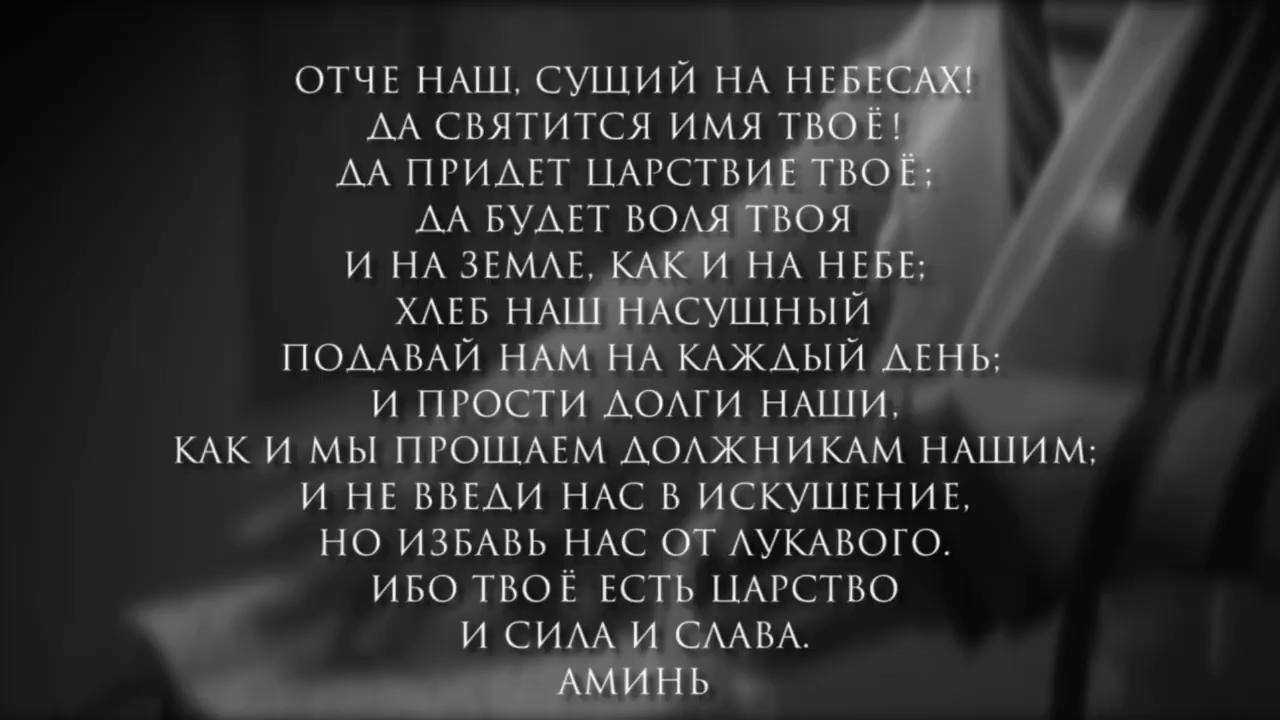 ОТЧЕ НАШ, СУЩИЙ НА НЕБЕСАХ!
ДА СВЯТИТСЯ ИМЯ ТВОЁ!
ДА ПРИДЕТ ЦАРСТВИЕ ТВОЁ;
ДА БУДЕТ ВОЛЯ ТВОЯ
И НА ЗЕМЛЕ, КАК И НА НЕБЕ;
ХЛЕБ НАШ НАСУЩНЫЙ
ПОДАВАЙ НАМ НА КАЖДЫЙ ДЕНЬ;
И ПРОСТИ ДОЛГИ НАШИ,
КАК И МЫ ПРОЩАЕМ ДОЛЖНИКАМ НАШИМ;
И НЕ ВВЕДИ НАС В ИСКУШЕНИЕ,
НО ИЗБАВЬ НАС ОТ ЛУКАВОГО.
ИБО ТВОЁ ЕСТЬ ЦАРСТВО
И СИЛА И СЛАВА.
АМИНЬ